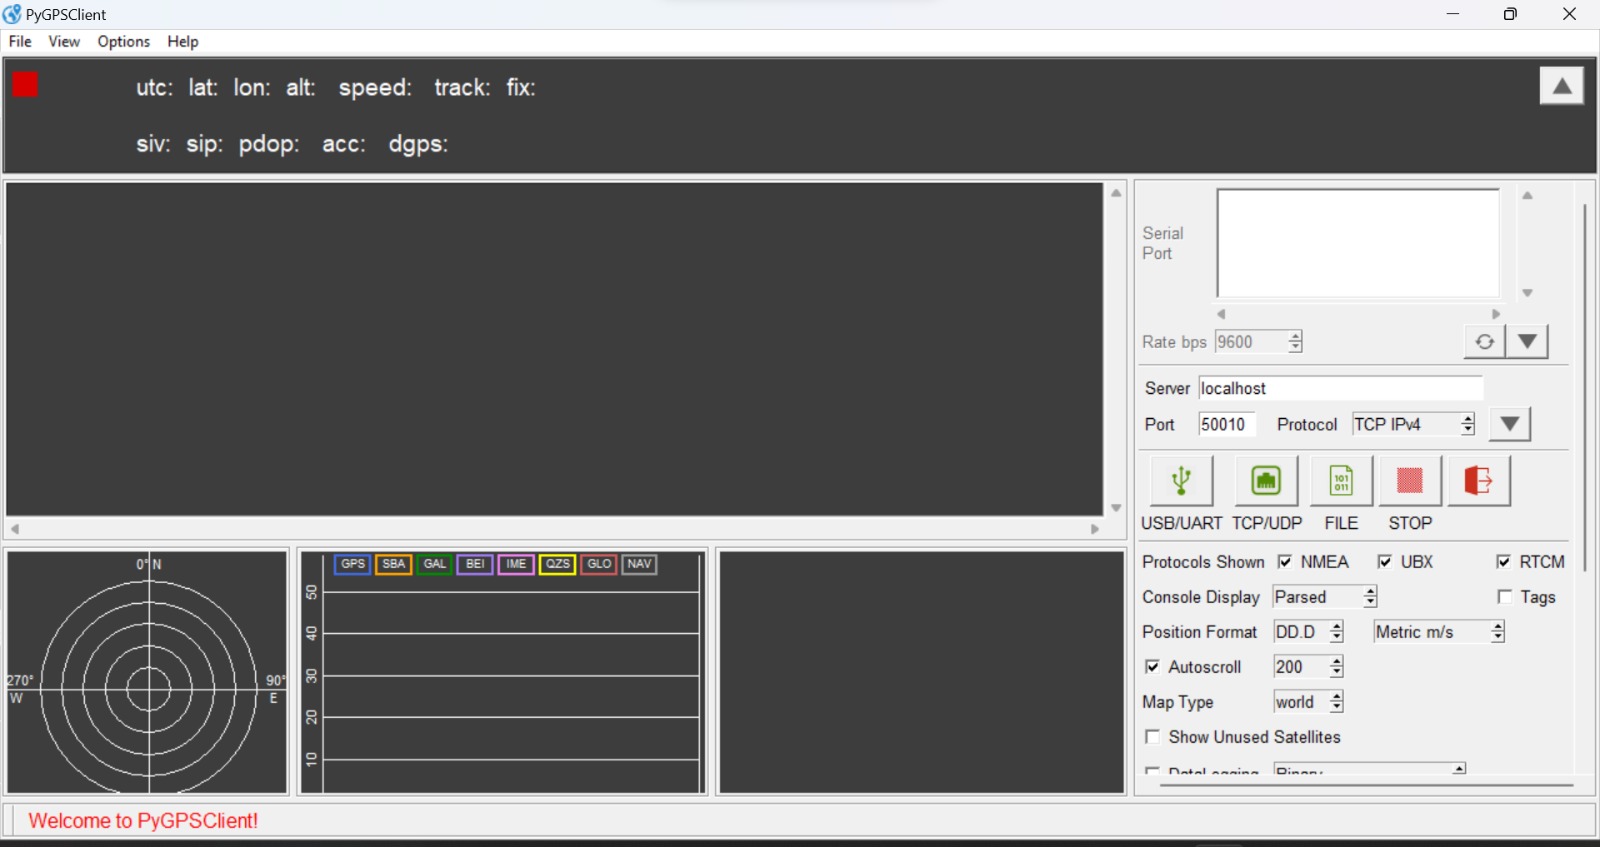 PyGPSClient
File View Options Help
utc: lat: lon: alt: speed: track: fix:
siv: sip: pdop: acc: dgps:
Serial
Port
Rate bps 9600
Server localhost
Port 50010 Protocol TCP IPv4
USB/UART TCP/UDP FILE STOP
Protocols Shown NMEA UBX RTCM
Console Display Parsed Tags
Position Format DD.D Metric m/s
Autoscroll 200
Map Type world
Show Unused Satellites
DataLogging Binary
0° N
270°
W
90°
E
GPS SBA GAL BEI IME QZS GLO NAV
50
40
30
20
10
Welcome to PyGPSClient!